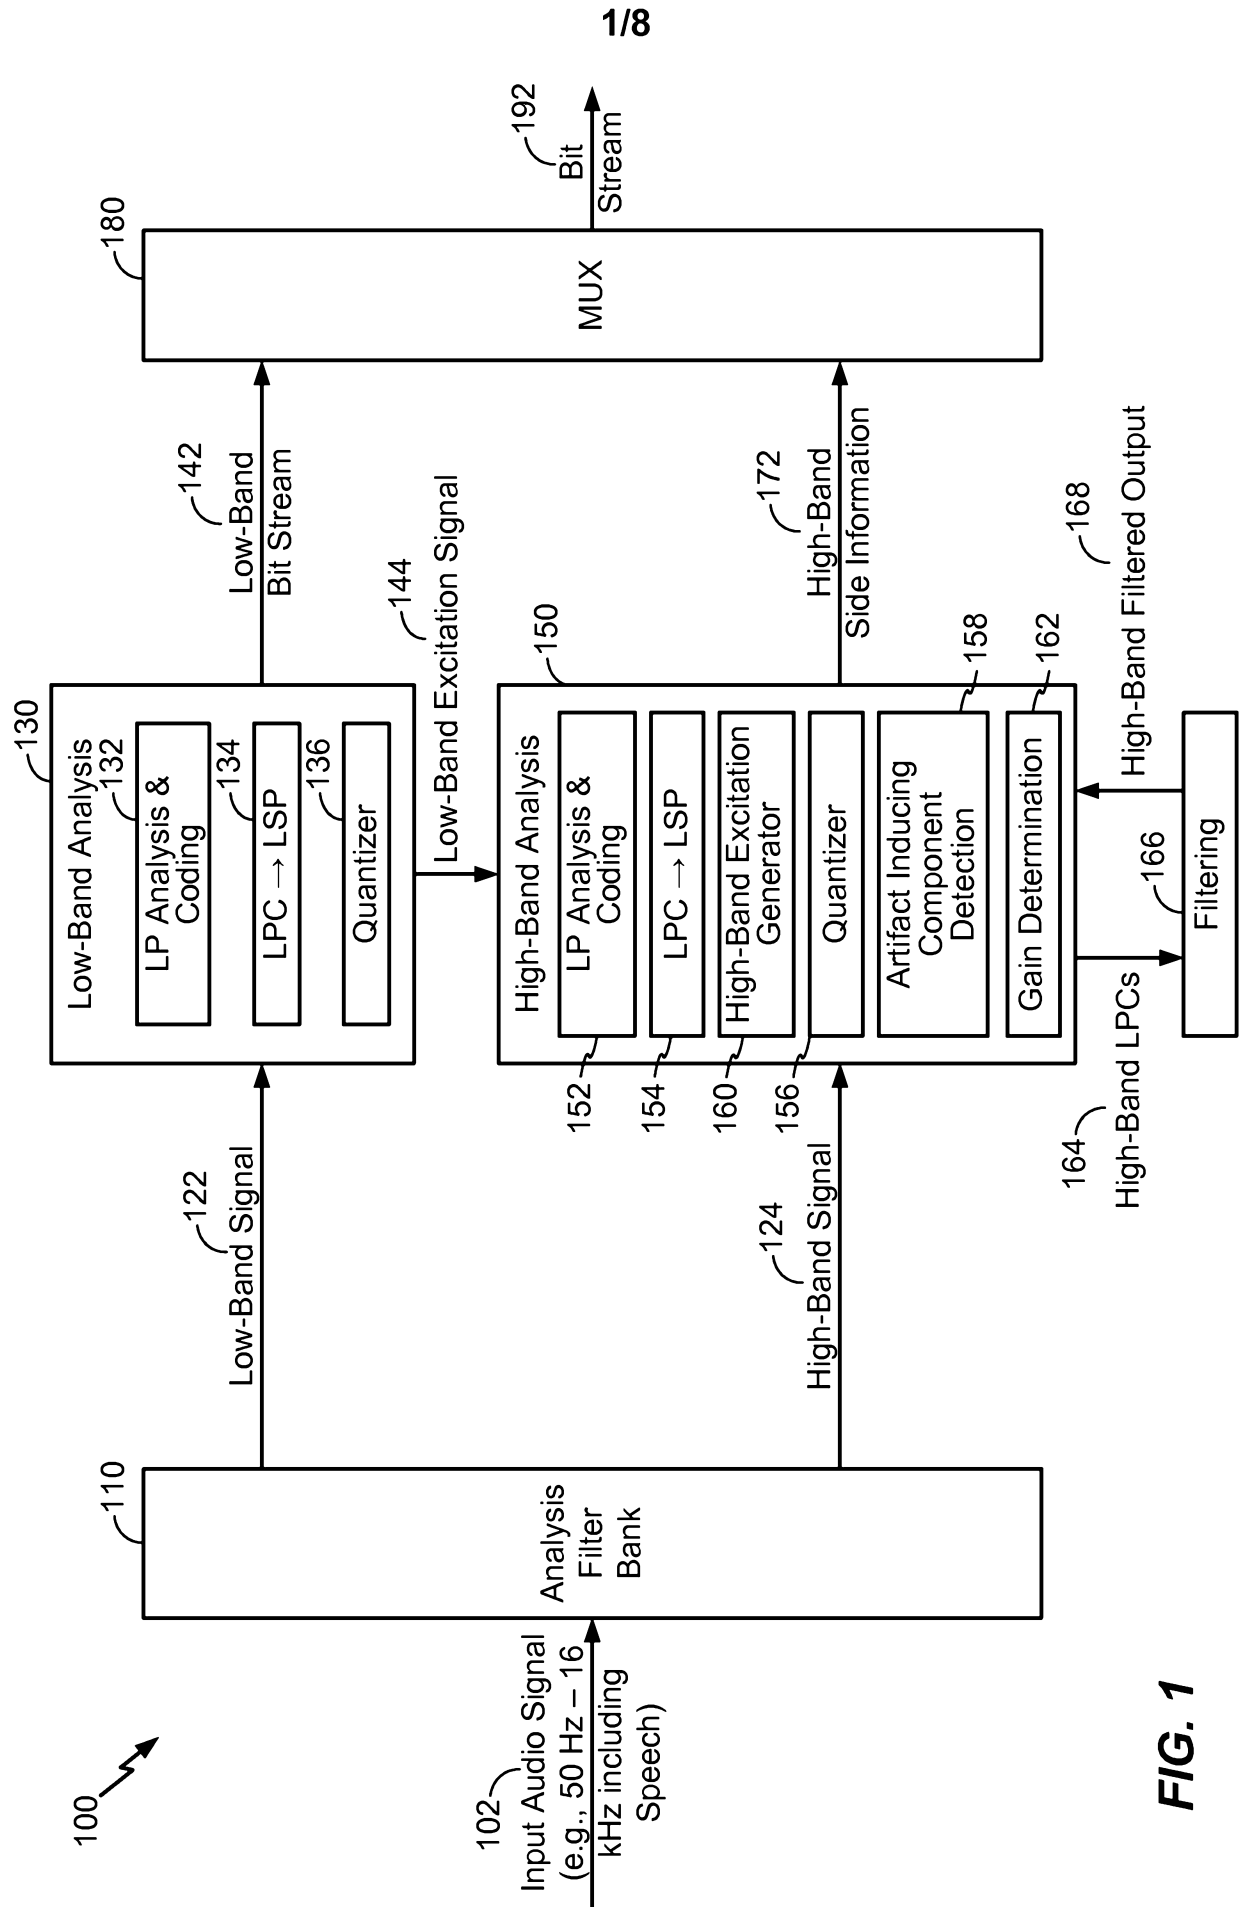 1/8
100
102
Input Audio Signal
(e.g., 50 Hz – 16
kHz including
Speech)
110
Analysis
Filter
Bank
122
Low-Band Signal
124
High-Band Signal
130
Low-Band Analysis
132
LP Analysis &
Coding
134
LPC → LSP
136
Quantizer
142
Low-Band
Bit Stream
144
Low-Band Excitation Signal
150
High-Band Analysis
LP Analysis &
Coding
152
LPC → LSP
154
High-Band Excitation
Generator
160
Quantizer
156
Artifact Inducing
Component
Detection
158
Gain Determination
162
164
High-Band LPCs
166
Filtering
168
High-Band Filtered Output
172
High-Band
Side Information
180
MUX
192
Bit
Stream
FIG. 1